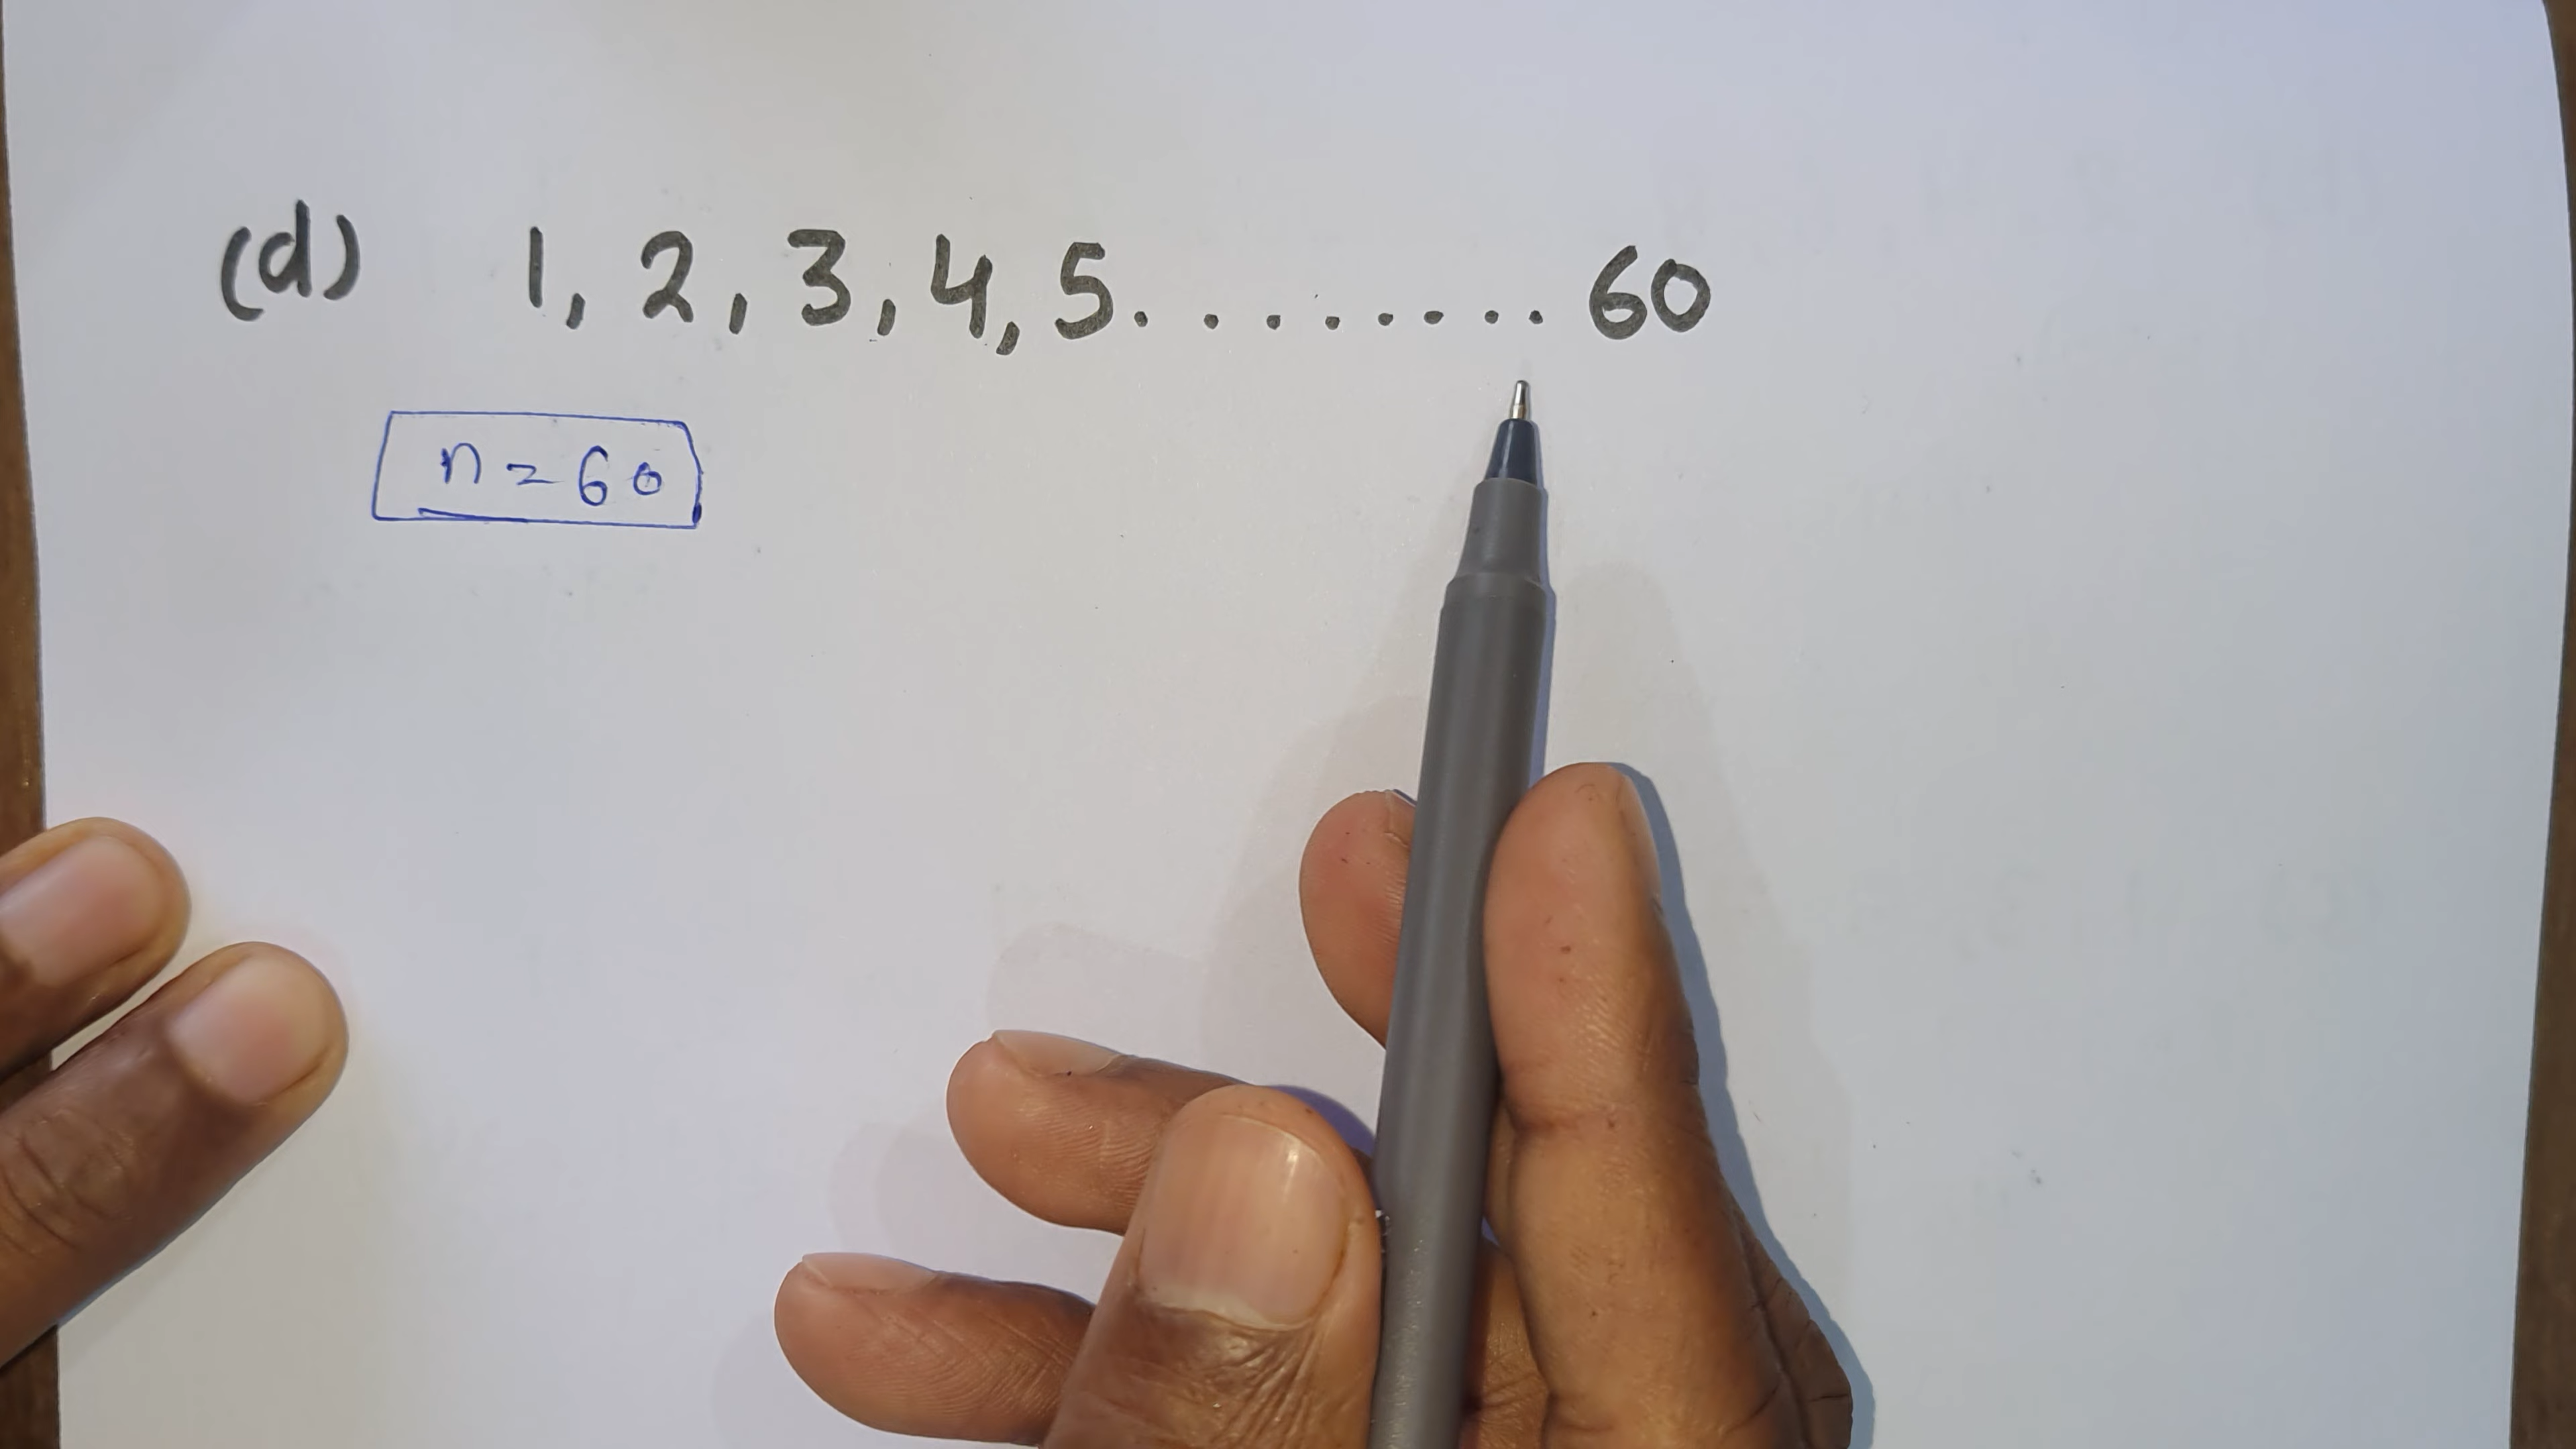 (d) 1, 2, 3, 4, 5. . . . . . . . 60
n = 60